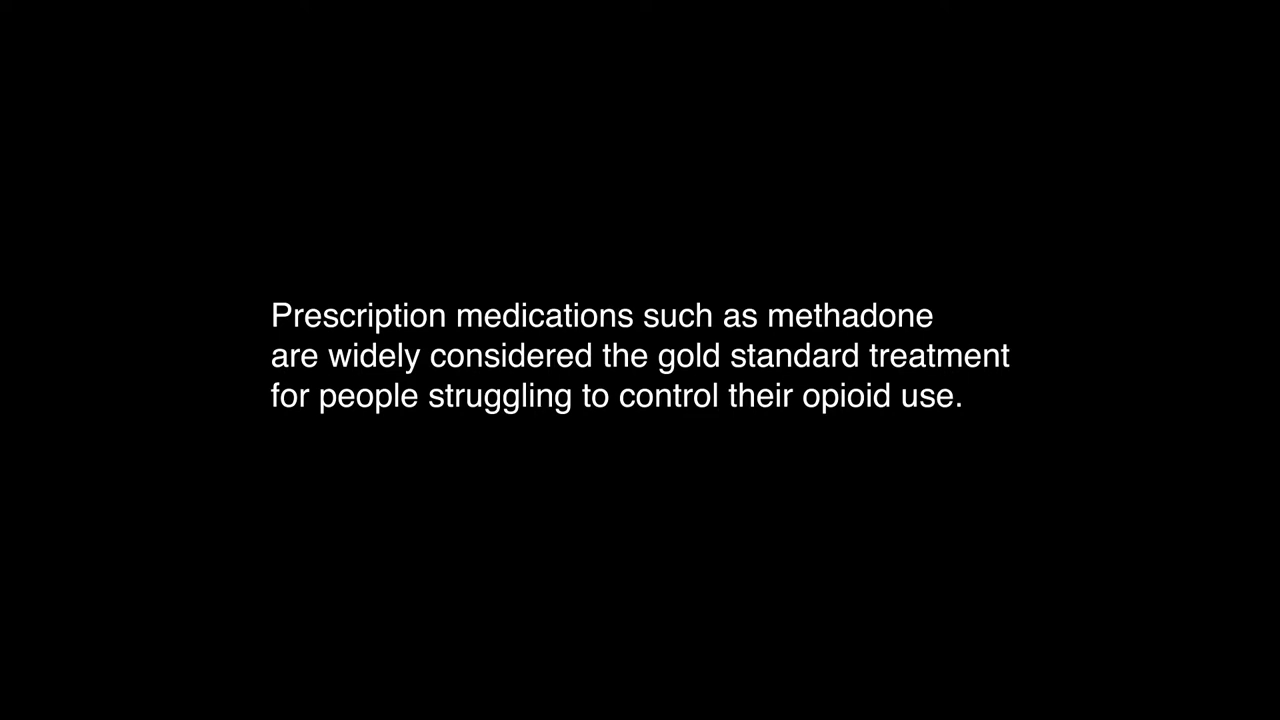 Prescription medications such as methadone
are widely considered the gold standard treatment
for people struggling to control their opioid use.